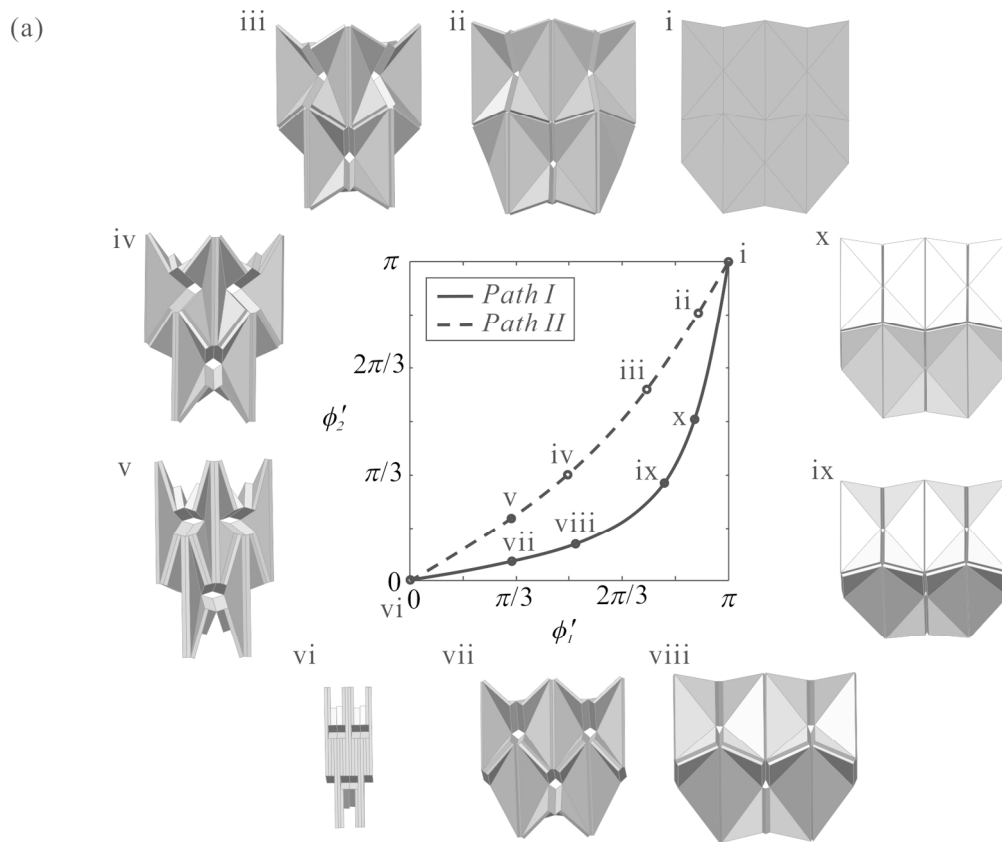 (a)
iii
ii
i
iv
x
π
i
Path I
Path II
ii
2π/3
iii
x
ϕ₂′
v
π/3
iv
ix
ix
v
viii
vii
0
vi
0
π/3
2π/3
π
ϕ₁′
vi
vii
viii